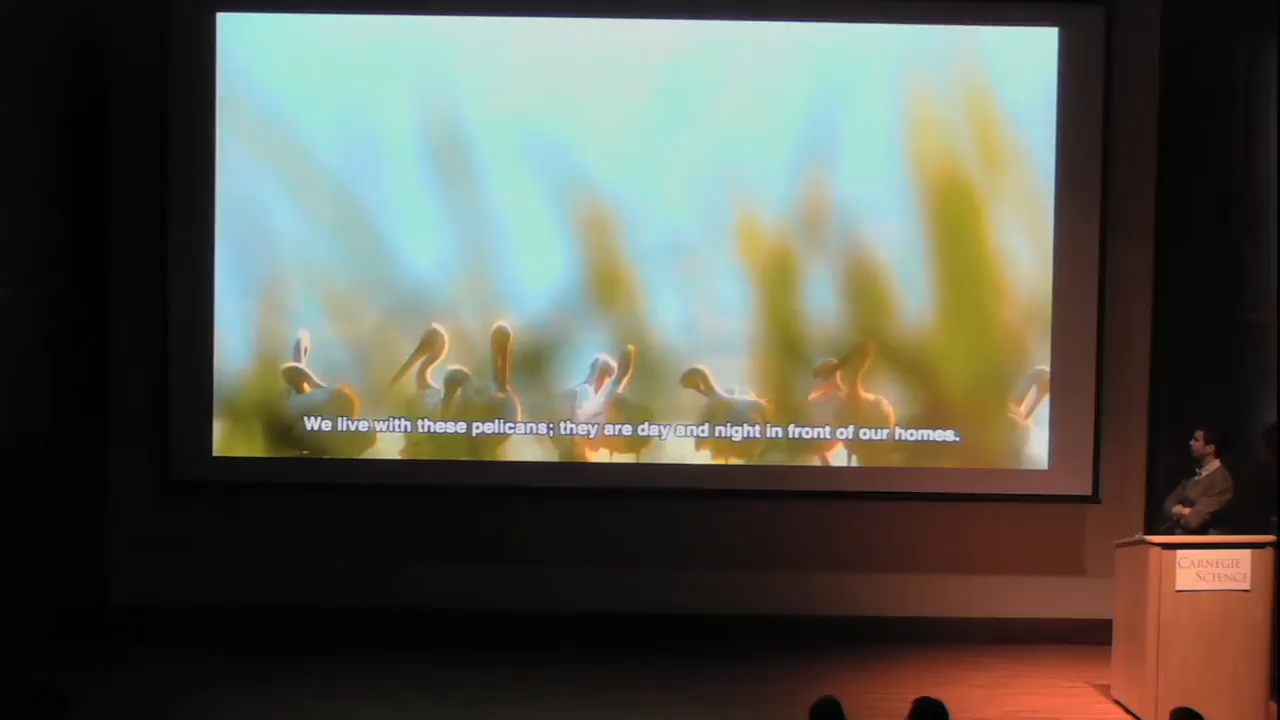 We live with these pelicans; they are day and night in front of our homes.
CARNEGIE
SCIENCE